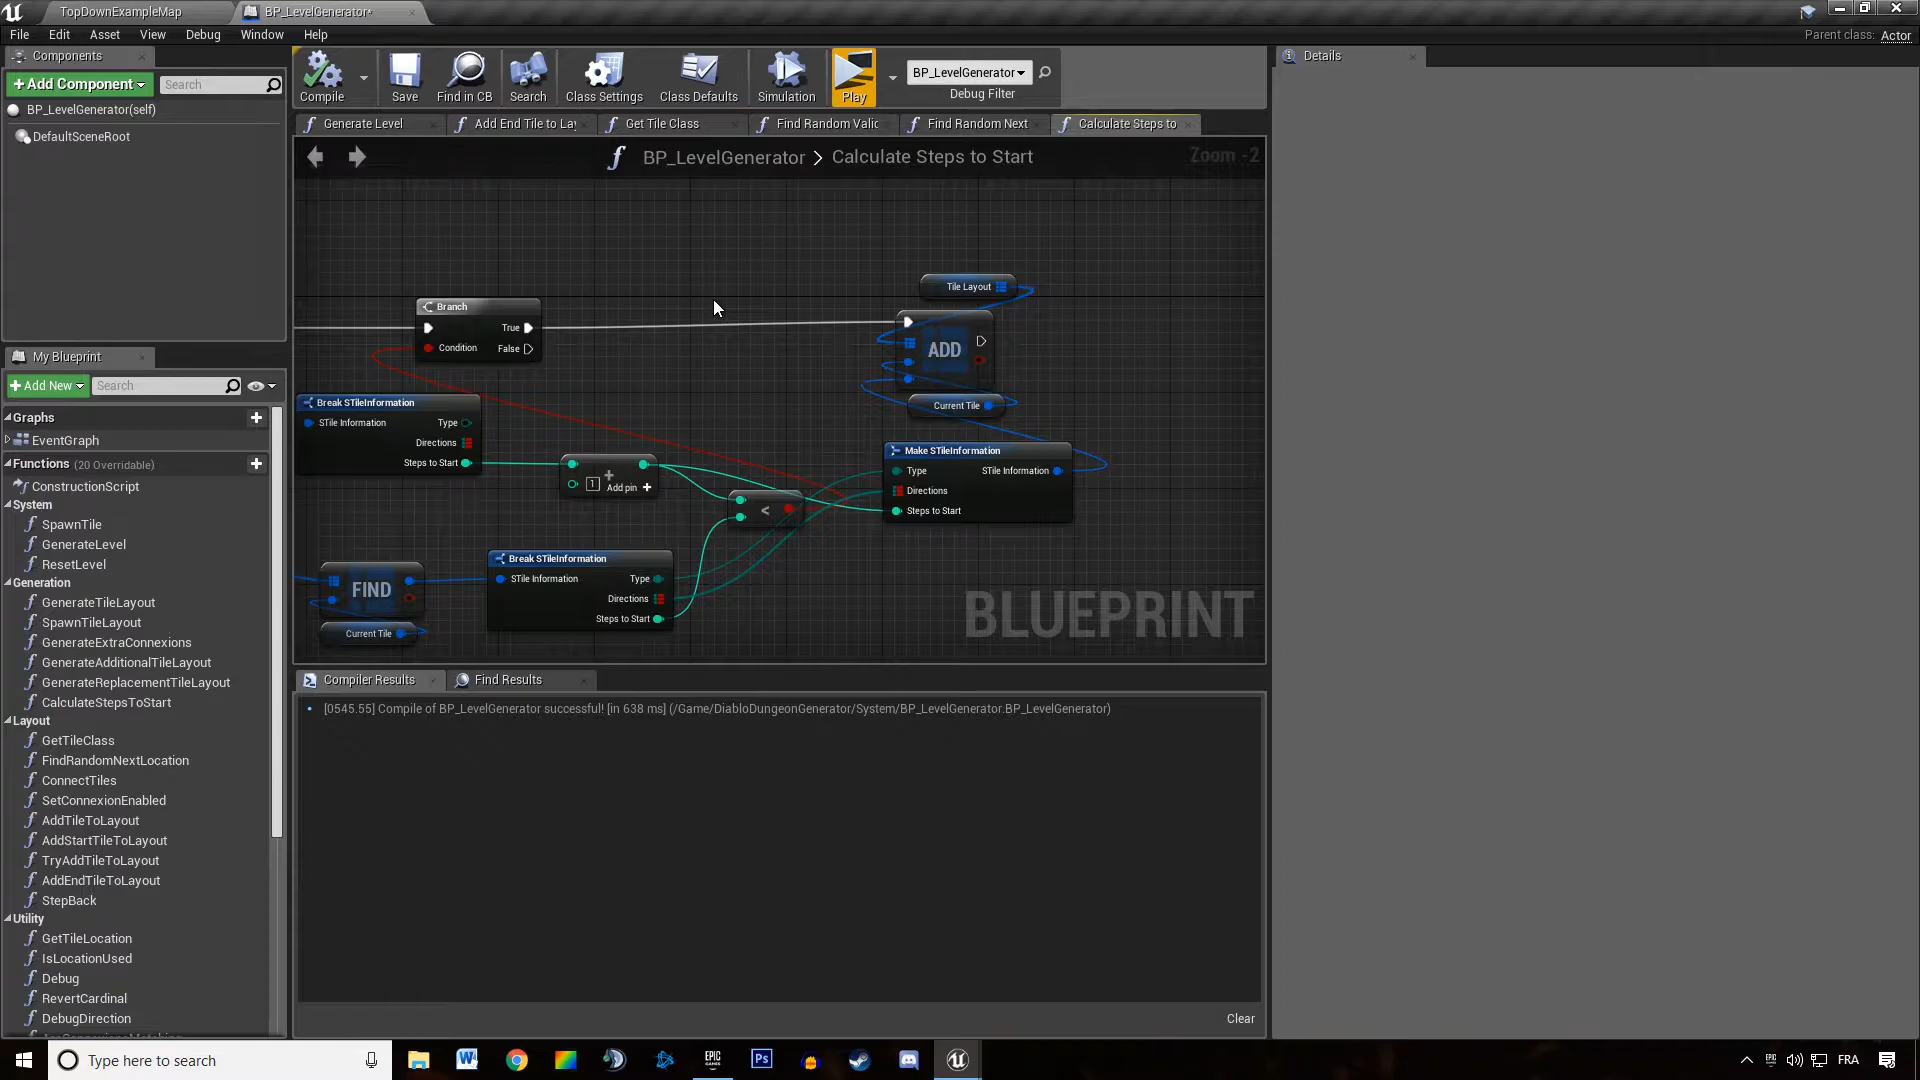 TopDownExampleMap
BP_LevelGenerator*
File Edit Asset View Debug Window Help
Parent class: Actor
Components
+ Add Component
Search
BP_LevelGenerator(self)
DefaultSceneRoot
Compile
Save
Find in CB
Search
Class Settings
Class Defaults
Simulation
Play
BP_LevelGenerator
Debug Filter
Details
Generate Level
Add End Tile to La
Get Tile Class
Find Random Valid
Find Random Next
Calculate Steps to
BP_LevelGenerator > Calculate Steps to Start
Zoom -2
Tile Layout
Branch
True
Condition
False
ADD
Current Tile
Break STileInformation
STile Information
Type
Directions
Steps to Start
Make STileInformation
Type
STile Information
Directions
Steps to Start
+
1
Add pin +
<
Break STileInformation
STile Information
Type
Directions
Steps to Start
FIND
Current Tile
BLUEPRINT
My Blueprint
+ Add New
Search
Graphs
EventGraph
Functions (20 Overridable)
ConstructionScript
System
SpawnTile
GenerateLevel
ResetLevel
Generation
GenerateTileLayout
SpawnTileLayout
GenerateExtraConnexions
GenerateAdditionalTileLayout
GenerateReplacementTileLayout
CalculateStepsToStart
Layout
GetTileClass
FindRandomNextLocation
ConnectTiles
SetConnexionEnabled
AddTileToLayout
AddStartTileToLayout
TryAddTileToLayout
AddEndTileToLayout
StepBack
Utility
GetTileLocation
IsLocationUsed
Debug
RevertCardinal
DebugDirection
Compiler Results
Find Results
[0545.55] Compile of BP_LevelGenerator successful! [in 638 ms] (/Game/DiabloDungeonGenerator/System/BP_LevelGenerator.BP_LevelGenerator)
Clear
Type here to search
W
EPIC
GAMES
Ps
FRA